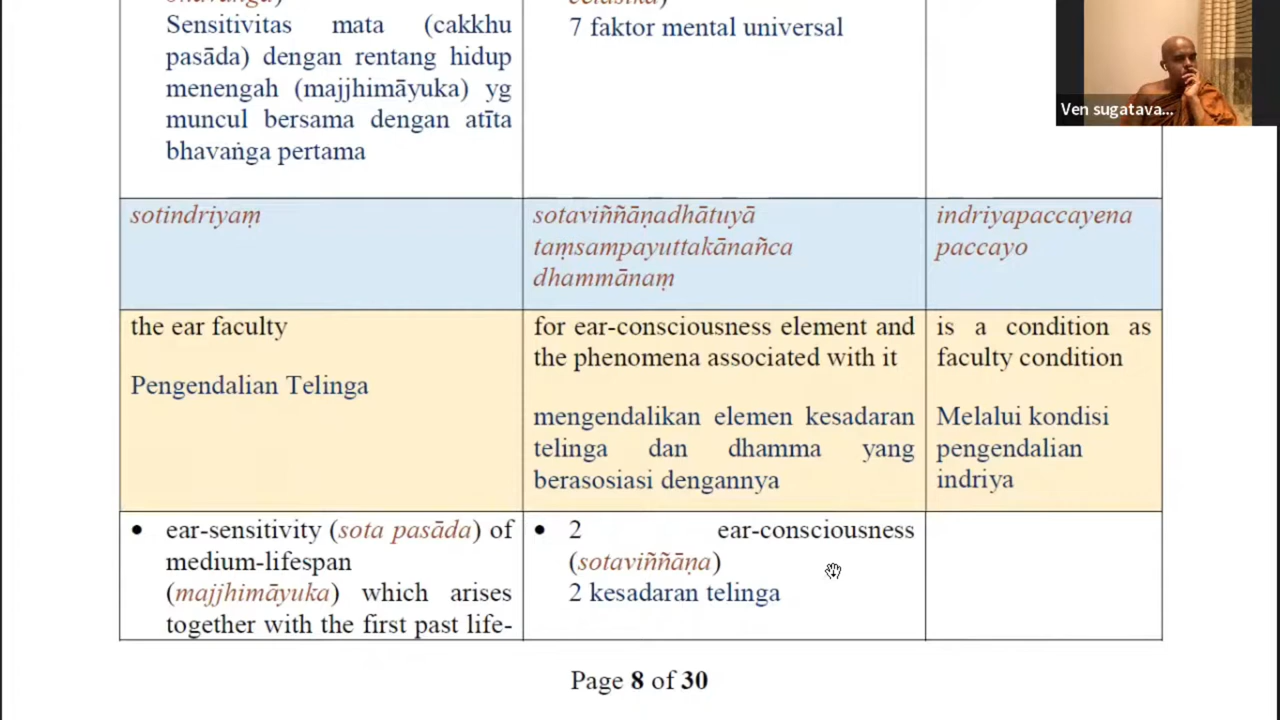 Sensitivitas mata (cakkhu
pasāda) dengan rentang hidup
menengah (majjhimāyuka) yg
muncul bersama dengan atīta
bhavaṅga pertama
7 faktor mental universal
Ven sugatava...
sotindriyaṃ
sotaviññāṇadhātuyā
taṃsampayuttakānañca
dhammānaṃ
indriyapaccayena
paccayo
the ear faculty
Pengendalian Telinga
for ear-consciousness element and
the phenomena associated with it
mengendalikan elemen kesadaran
telinga dan dhamma yang
berasosiasi dengannya
is a condition as
faculty condition
Melalui kondisi
pengendalian
indriya
• ear-sensitivity (sota pasāda) of
medium-lifespan
(majjhimāyuka) which arises
together with the first past life-
• 2 ear-consciousness
(sotaviññāṇa)
2 kesadaran telinga
Page 8 of 30